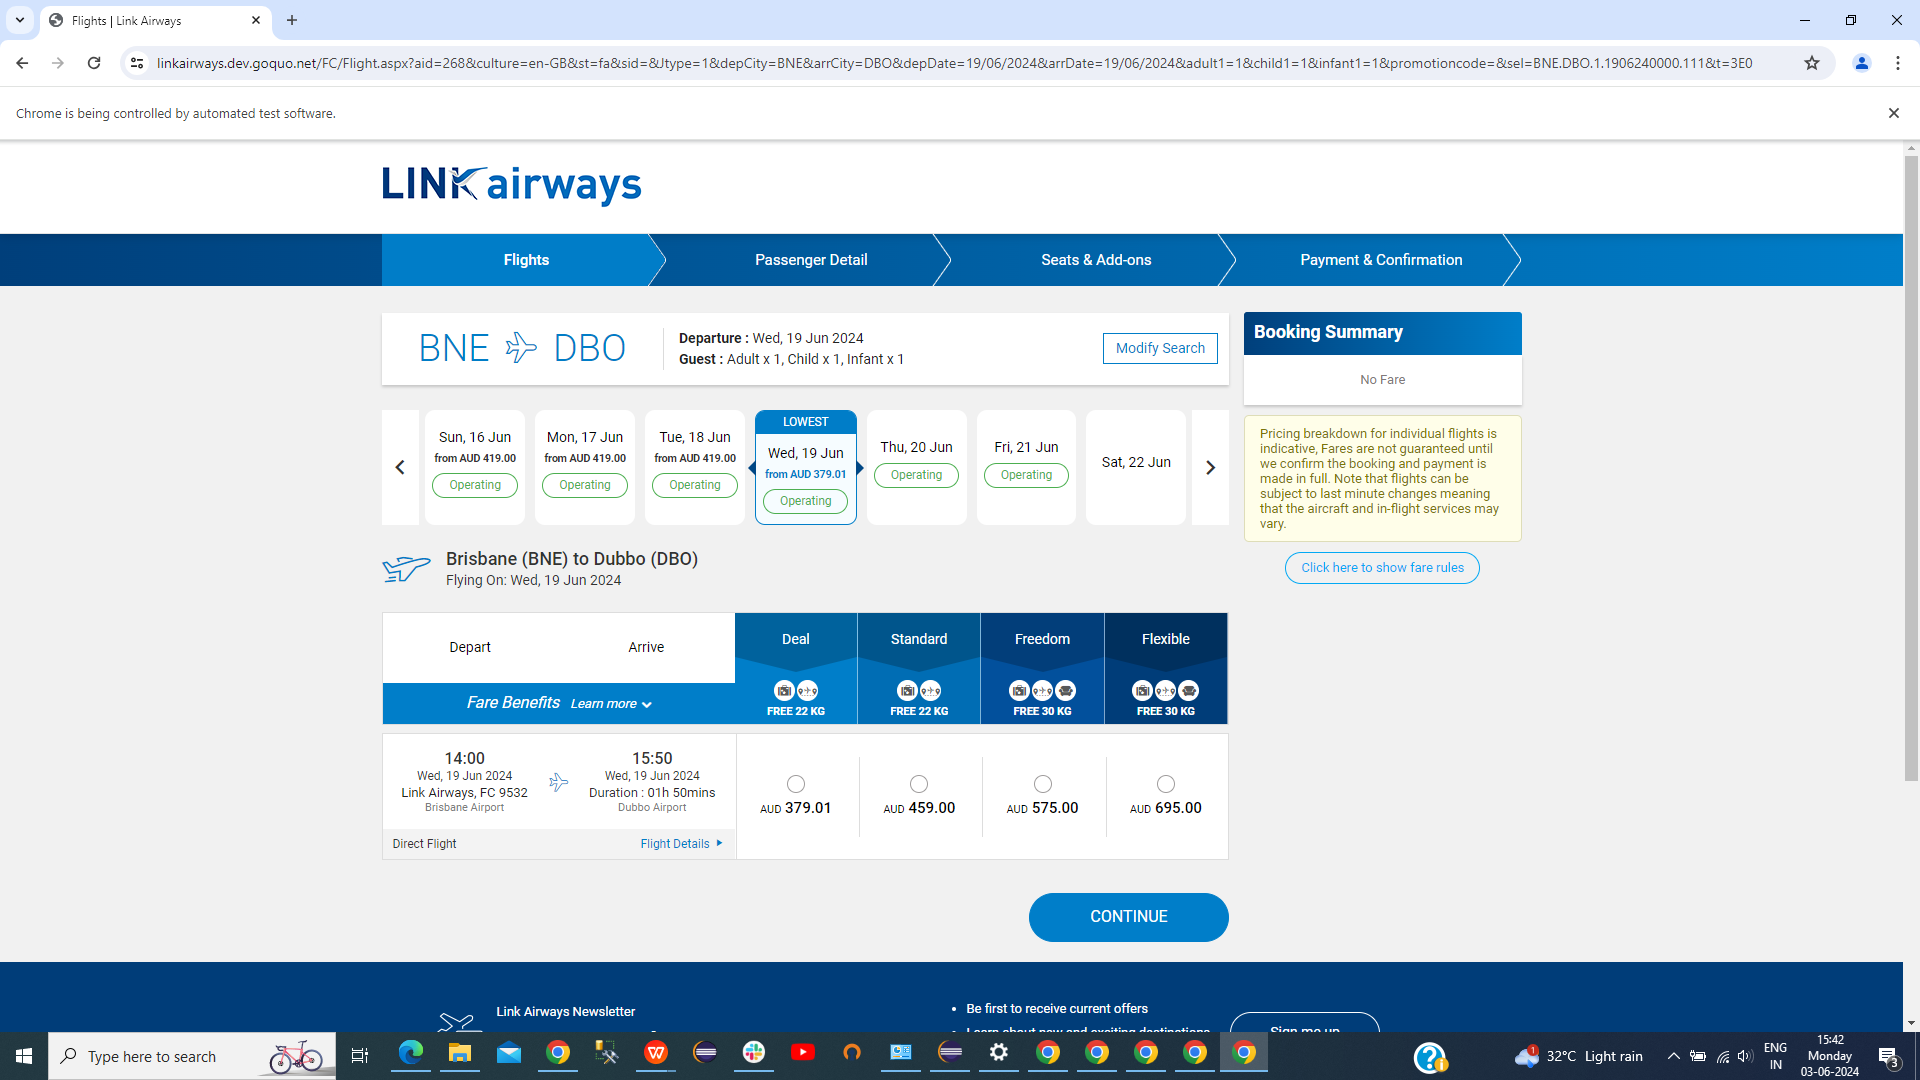 Flights | Link Airways
linkairways.dev.goquo.net/FC/Flight.aspx?aid=268&culture=en-GB&st=fa&sid=&Jtype=1&depCity=BNE&arrCity=DBO&depDate=19/06/2024&arrDate=19/06/2024&adult1=1&child1=1&infant1=1&promotioncode=&sel=BNE.DBO.1.1906240000.111&t=3E0
Chrome is being controlled by automated test software.
LINK airways
Flights
Passenger Detail
Seats & Add-ons
Payment & Confirmation
BNE DBO
Departure : Wed, 19 Jun 2024
Guest : Adult x 1, Child x 1, Infant x 1
Modify Search
Booking Summary
No Fare
Sun, 16 Jun
from AUD 419.00
Operating
Mon, 17 Jun
from AUD 419.00
Operating
Tue, 18 Jun
from AUD 419.00
Operating
LOWEST
Wed, 19 Jun
from AUD 379.01
Operating
Thu, 20 Jun
Operating
Fri, 21 Jun
Operating
Sat, 22 Jun
Pricing breakdown for individual flights is
indicative, Fares are not guaranteed until
we confirm the booking and payment is
made in full. Note that flights can be
subject to last minute changes meaning
that the aircraft and in-flight services may
vary.
Click here to show fare rules
Brisbane (BNE) to Dubbo (DBO)
Flying On: Wed, 19 Jun 2024
Depart
Arrive
Deal
Standard
Freedom
Flexible
Fare Benefits Learn more
FREE 22 KG
FREE 22 KG
FREE 30 KG
FREE 30 KG
14:00
Wed, 19 Jun 2024
Link Airways, FC 9532
Brisbane Airport
15:50
Wed, 19 Jun 2024
Duration : 01h 50mins
Dubbo Airport
AUD 379.01
AUD 459.00
AUD 575.00
AUD 695.00
Direct Flight
Flight Details
CONTINUE
Link Airways Newsletter
Be first to receive current offers
Learn about new and exciting destinations
Sign me up
Type here to search
1
32°C Light rain
ENG
IN
15:42
Monday
03-06-2024
3